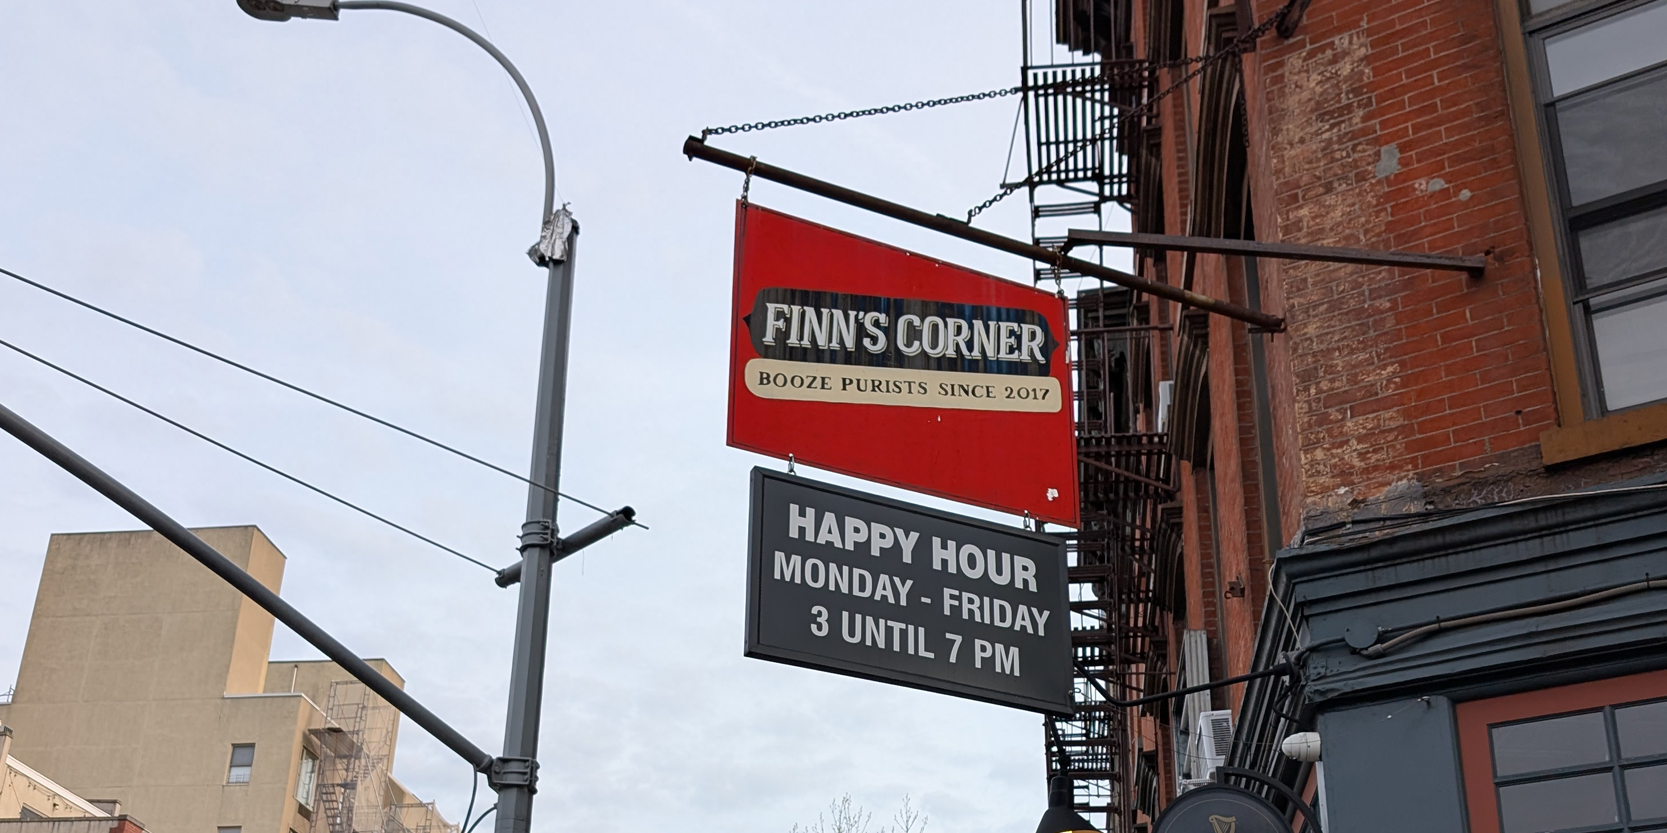 FINN'S CORNER
BOOZE PURISTS SINCE 2017
HAPPY HOUR
MONDAY - FRIDAY
3 UNTIL 7 PM